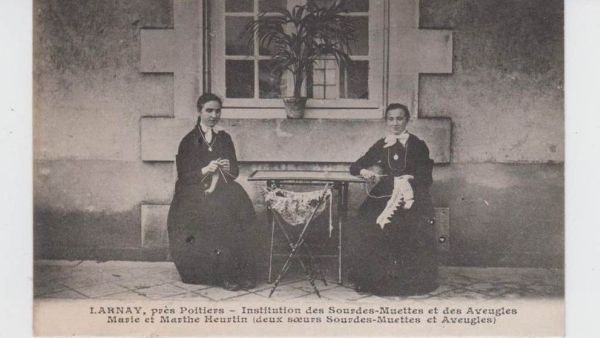 LARNAY, près Poitiers – Institution des Sourdes-Muettes et des Aveugles
Marie et Marthe Heurtin (deux sœurs Sourdes-Muettes et Aveugles)